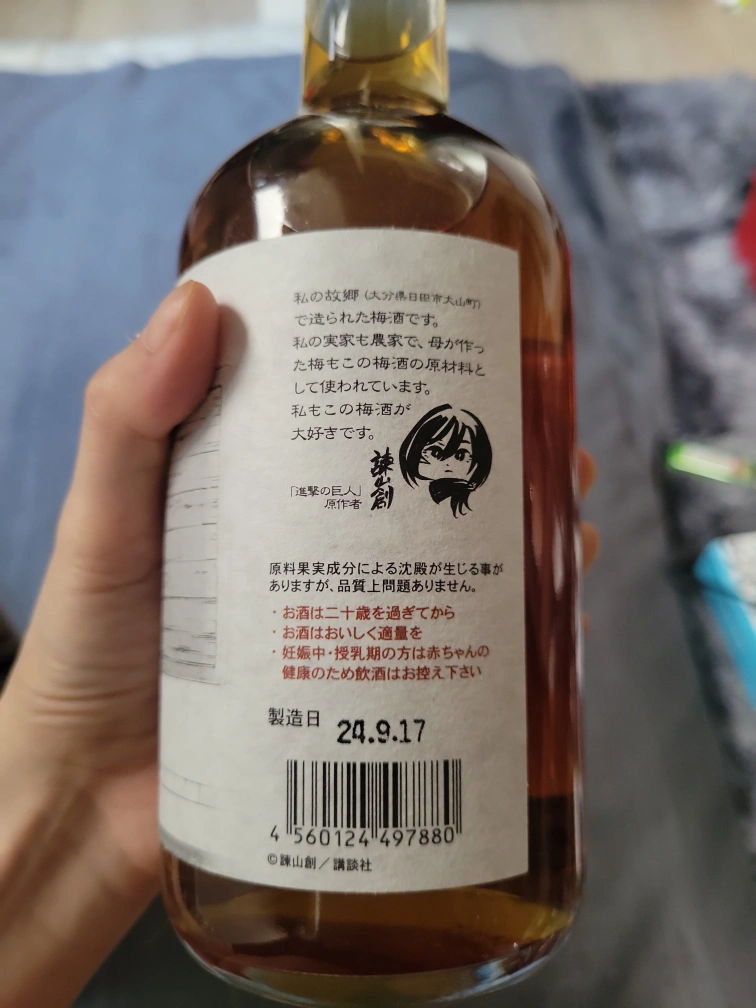 私の故郷（大分県日田市大山町）
で造られた梅酒です。
私の実家も農家で、母が作っ
た梅もこの梅酒の原材料と
して使われています。
私もこの梅酒が
大好きです。
「進撃の巨人」
原作者
諫山創
原料果実成分による沈殿が生じる事が
ありますが、品質上問題ありません。
・お酒は二十歳を過ぎてから
・お酒はおいしく適量を
・妊娠中・授乳期の方は赤ちゃんの
健康のため飲酒はお控え下さい
製造日 24.9.17
4 560124 497880
©諫山創／講談社